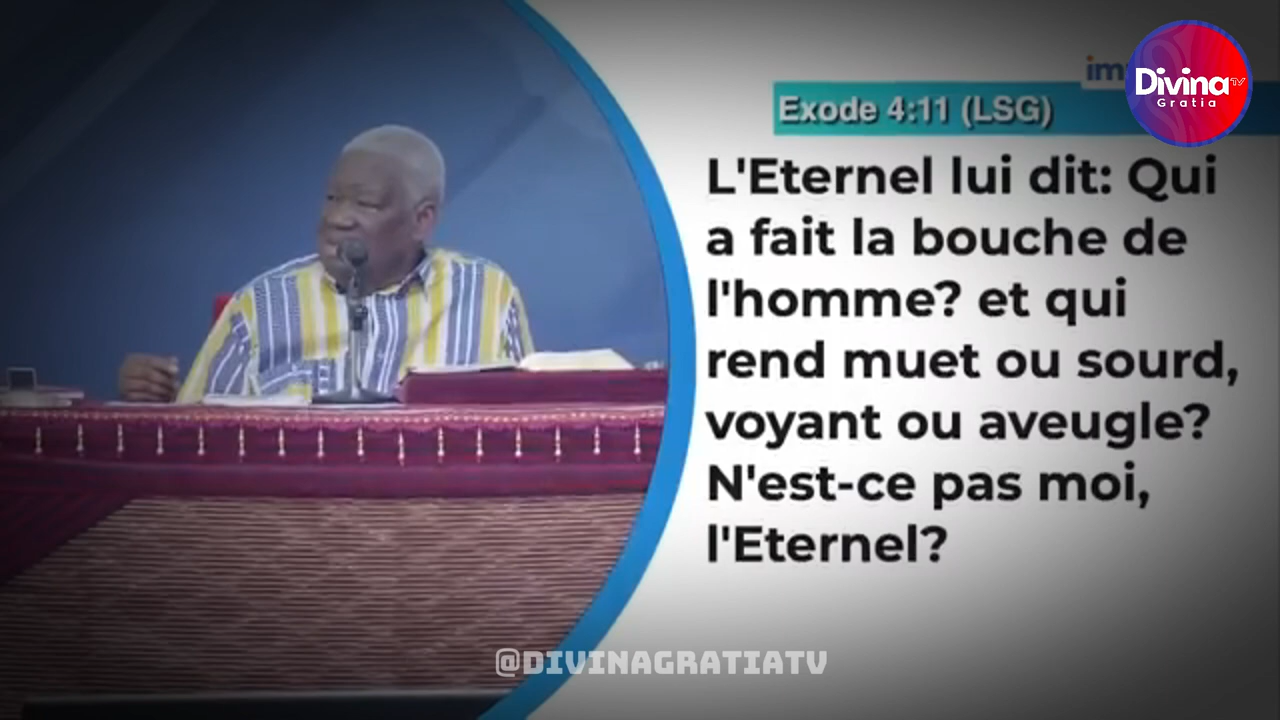 Divina TV
Gratia
Exode 4:11 (LSG)
L'Eternel lui dit: Qui
a fait la bouche de
l'homme? et qui
rend muet ou sourd,
voyant ou aveugle?
N'est-ce pas moi,
l'Eternel?
@DIVINAGRATIATV